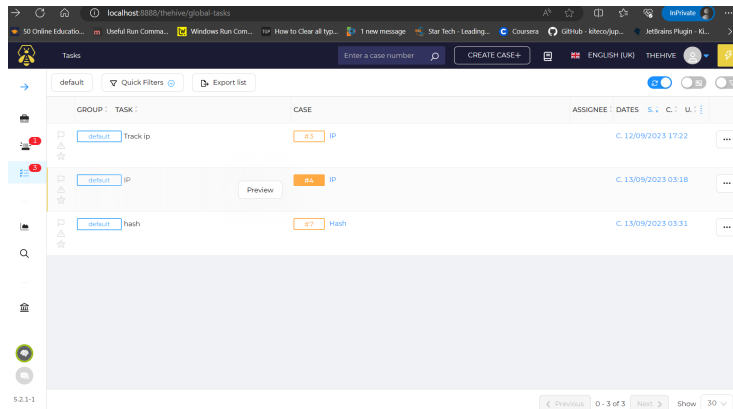 localhost:8888/thehive/global-tasks
InPrivate
50 Online Educatio...
Useful Run Comma...
Windows Run Com...
How to Clear all typ...
1 new message
Star Tech - Leading...
Coursera
GitHub - kiteco/jup...
JetBrains Plugin - Ki...
Tasks
Enter a case number
CREATE CASE+
ENGLISH (UK)
THEHIVE
default
Quick Filters
Export list
GROUP TASK CASE ASSIGNEE DATES S. C. U.
default Track ip #3 IP C. 12/09/2023 17:22
1
3
default IP Preview #4 IP C. 13/09/2023 03:18
default hash #7 Hash C. 13/09/2023 03:31
5.2.1-1
Previous 0 - 3 of 3 Next Show 30